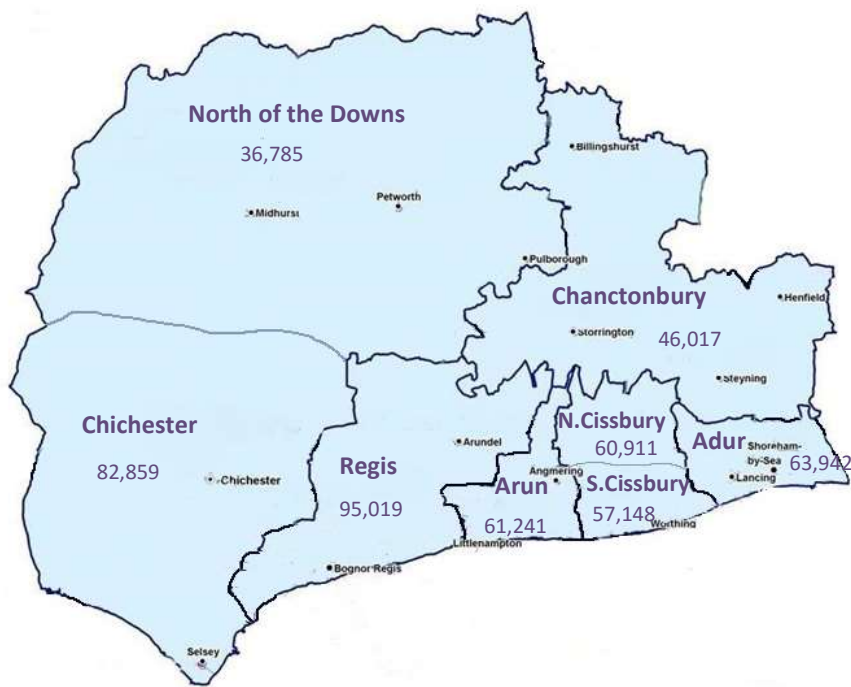 North of the Downs
36,785
Billingshurst
Petworth
Midhurst
Pulborough
Chanctonbury
Henfield
Storrington
46,017
Steyning
Chichester
N.Cissbury
Arundel
60,911
Adur
Shoreham-
by-Sea
63,942
82,859
Chichester
Regis
Angmering
Lancing
Arun
S.Cissbury
95,019
61,241
57,148
Worthing
Littlenampton
Bognor Regis
Selsey